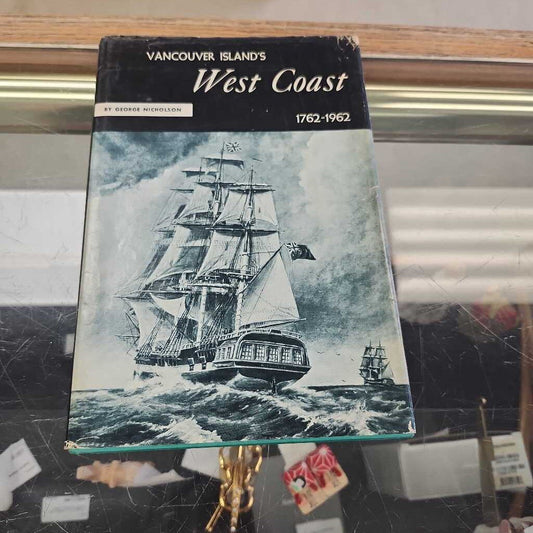 VANCOUVER ISLAND'S
West Coast
BY GEORGE NICHOLSON
1762-1962